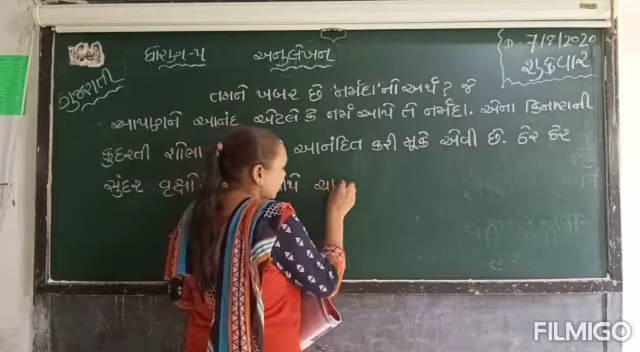 ધોરણ-૫ અનુલેખન તા. 7/8/2020
ગુજરાતી શુક્રવાર
તમને ખબર છે 'નર્મદા'નો અર્થ? જે
આપણને આનંદ એટલે કે નર્મ આપે તે નર્મદા. એના કિનારાની
કુદરતી શોભા આનંદિત કરી મૂકે એવી છે. ઠેર ઠેર
સુંદર વૃક્ષો
FILMIGO